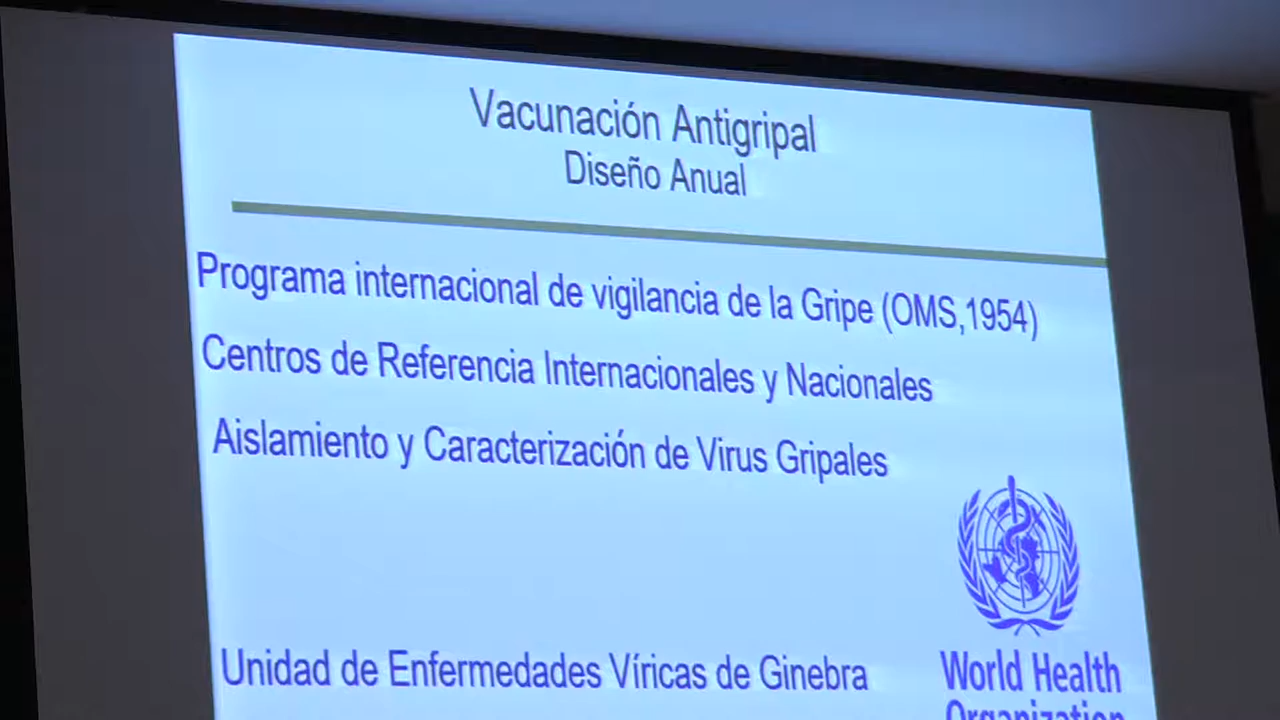 Vacunación Antigripal
Diseño Anual
Programa internacional de vigilancia de la Gripe (OMS,1954)
Centros de Referencia Internacionales y Nacionales
Aislamiento y Caracterización de Virus Gripales
Unidad de Enfermedades Víricas de Ginebra
World Health
Organization